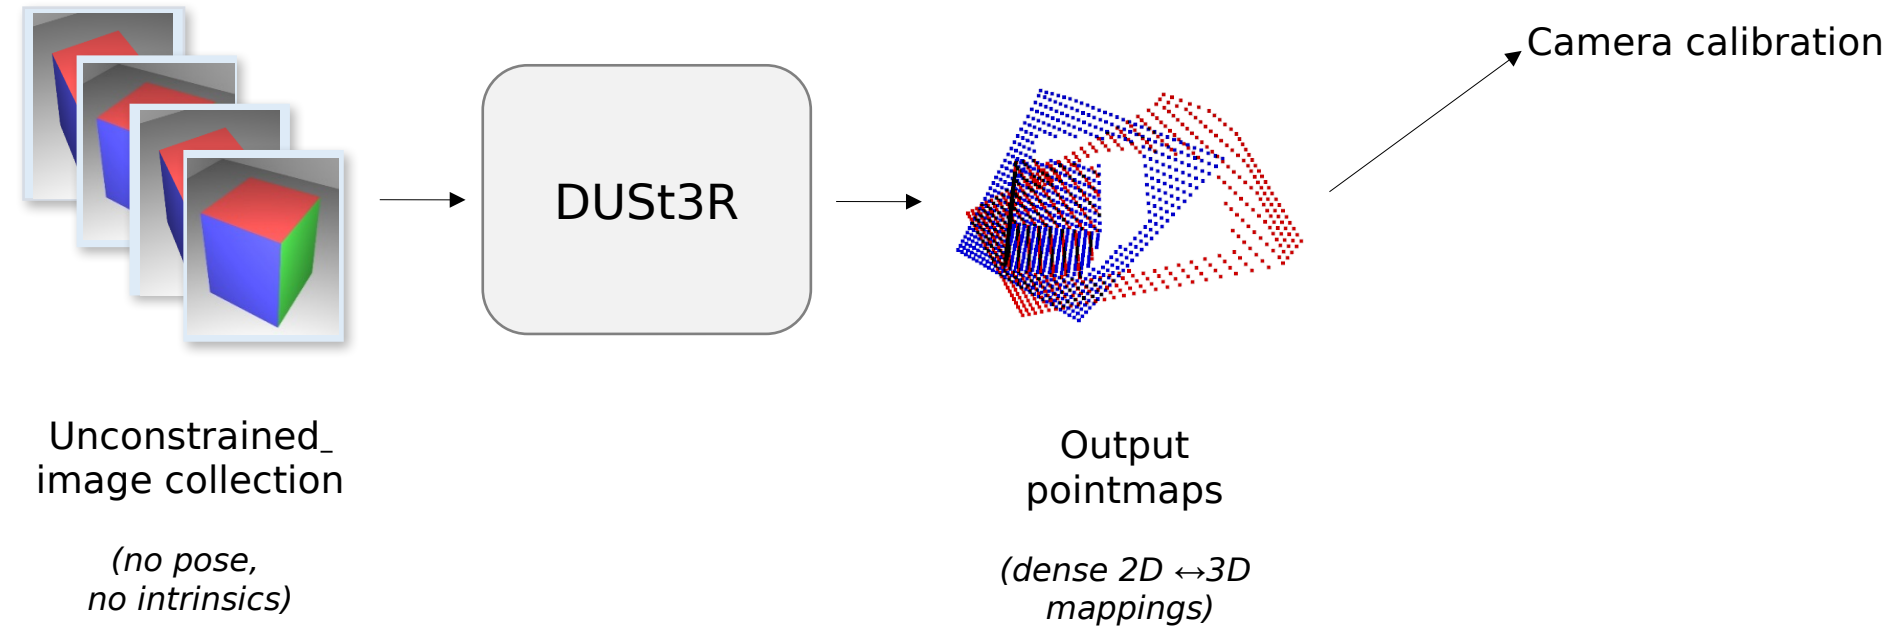 Camera calibration
DUSt3R
Unconstrained_
image collection
(no pose,
no intrinsics)
Output
pointmaps
(dense 2D ↔3D
mappings)